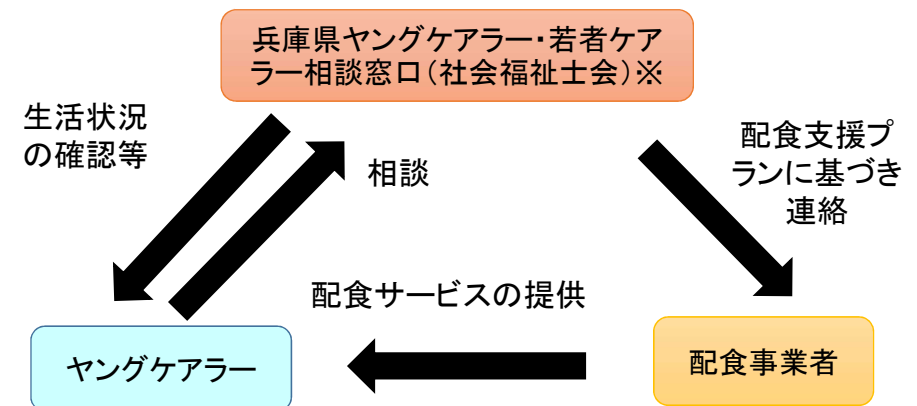 兵庫県ヤングケアラー・若者ケア
ラー相談窓口（社会福祉士会）※
生活状況
の確認等
相談
配食支援プ
ランに基づき
連絡
配食サービスの提供
ヤングケアラー
配食事業者